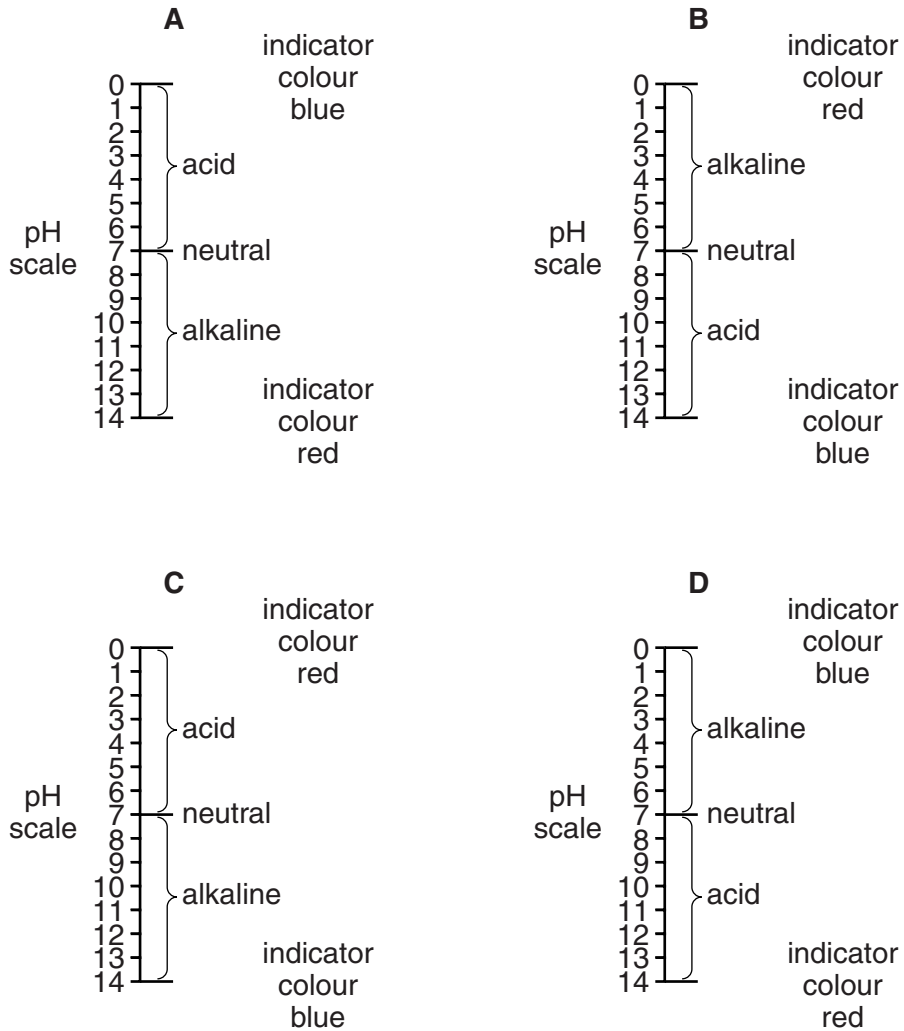 A
indicator
colour
blue
0
1
2
3
4
5
6
7
8
9
10
11
12
13
14
pH
scale
acid
neutral
alkaline
indicator
colour
red
B
indicator
colour
red
0
1
2
3
4
5
6
7
8
9
10
11
12
13
14
pH
scale
alkaline
neutral
acid
indicator
colour
blue
C
indicator
colour
red
0
1
2
3
4
5
6
7
8
9
10
11
12
13
14
pH
scale
acid
neutral
alkaline
indicator
colour
blue
D
indicator
colour
blue
0
1
2
3
4
5
6
7
8
9
10
11
12
13
14
pH
scale
alkaline
neutral
acid
indicator
colour
red